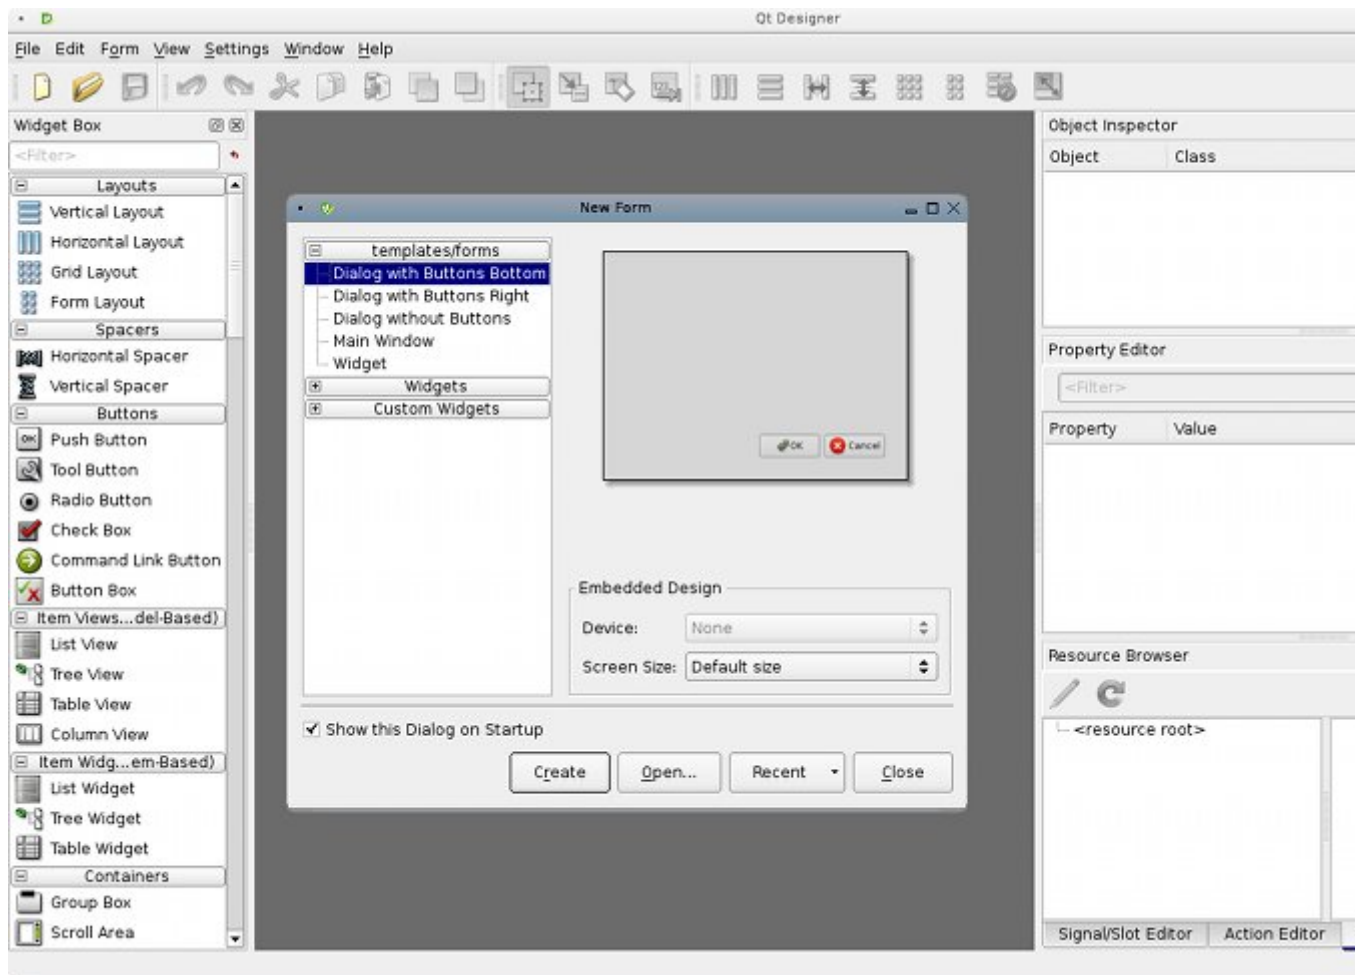 Qt Designer
File Edit Form View Settings Window Help
Widget Box
<Filter>
Layouts
Vertical Layout
Horizontal Layout
Grid Layout
Form Layout
Spacers
Horizontal Spacer
Vertical Spacer
Buttons
OK Push Button
Tool Button
Radio Button
Check Box
Command Link Button
Button Box
Item Views...del-Based)
List View
Tree View
Table View
Column View
Item Widg...em-Based)
List Widget
Tree Widget
Table Widget
Containers
Group Box
Scroll Area
New Form
templates/forms
Dialog with Buttons Bottom
Dialog with Buttons Right
Dialog without Buttons
Main Window
Widget
Widgets
Custom Widgets
OK Cancel
Embedded Design
Device: None
Screen Size: Default size
Show this Dialog on Startup
Create Open... Recent Close
Object Inspector
Object Class
Property Editor
<Filter>
Property Value
Resource Browser
<resource root>
Signal/Slot Editor Action Editor